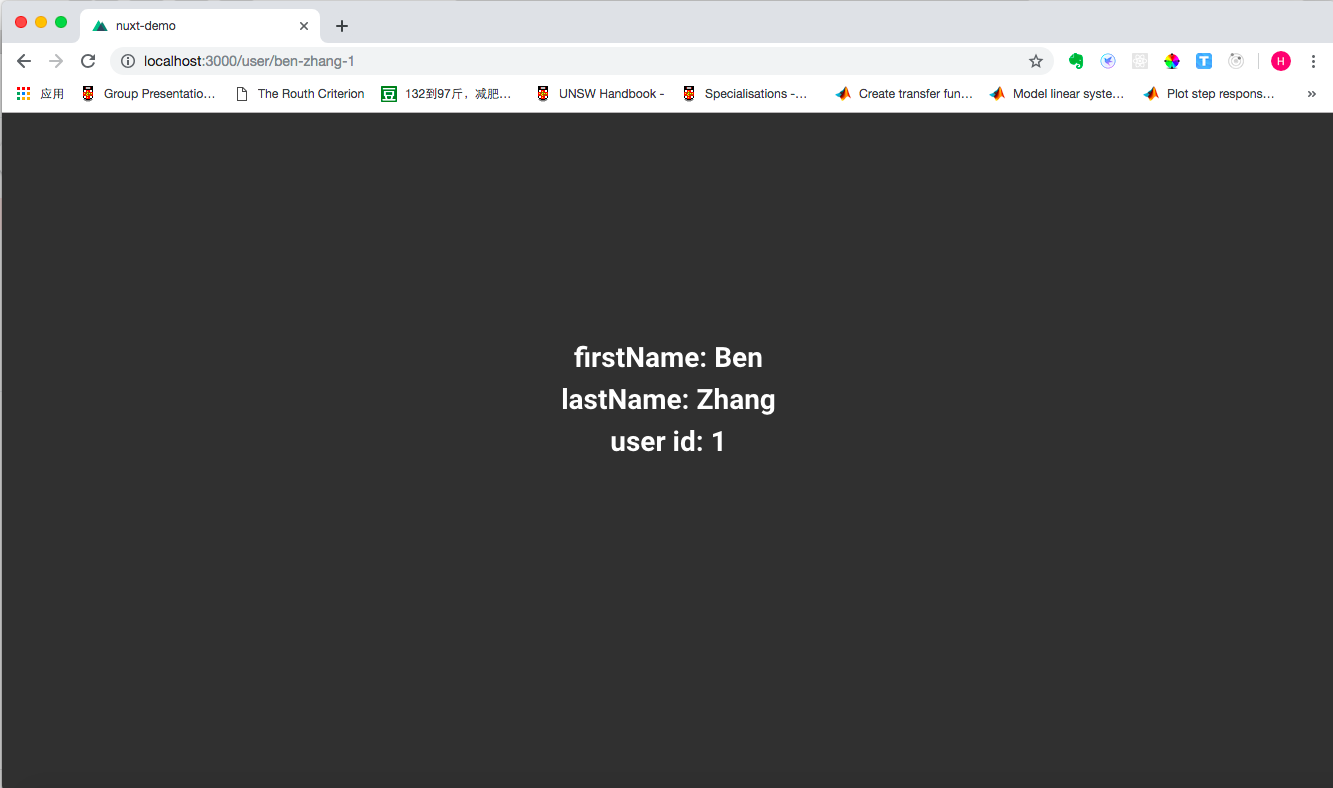 nuxt-demo
localhost:3000/user/ben-zhang-1
H
应用 Group Presentatio... The Routh Criterion 132到97斤，减肥... UNSW Handbook - Specialisations -... Create transfer fun... Model linear syste... Plot step respons... »
firstName: Ben
lastName: Zhang
user id: 1